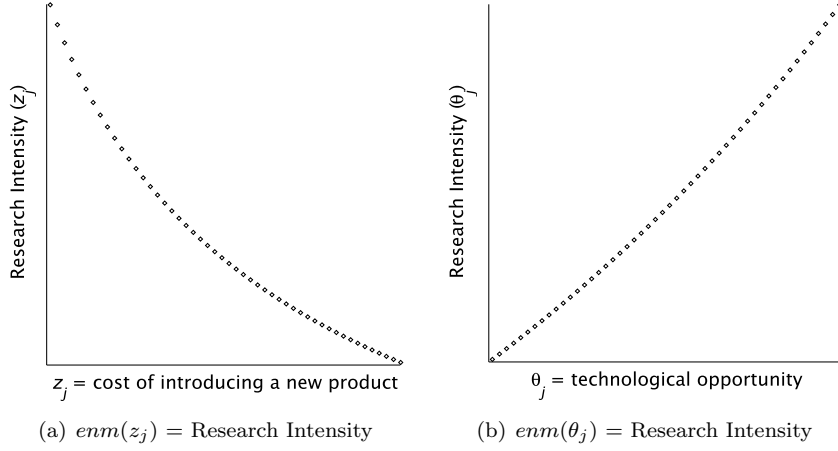 Research Intensity (z_j)
z_j = cost of introducing a new product
(a) enm(z_j) = Research Intensity
Research Intensity (θ_j)
θ_j = technological opportunity
(b) enm(θ_j) = Research Intensity